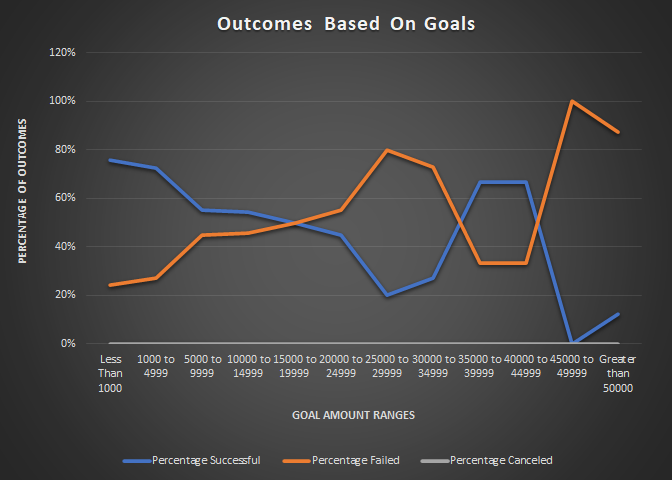 Outcomes Based On Goals
120%
100%
80%
60%
40%
20%
0%
PERCENTAGE OF OUTCOMES
Less Than 1000
1000 to 4999
5000 to 9999
10000 to 14999
15000 to 19999
20000 to 24999
25000 to 29999
30000 to 34999
35000 to 39999
40000 to 44999
45000 to 49999
Greater than 50000
GOAL AMOUNT RANGES
Percentage Successful
Percentage Failed
Percentage Canceled